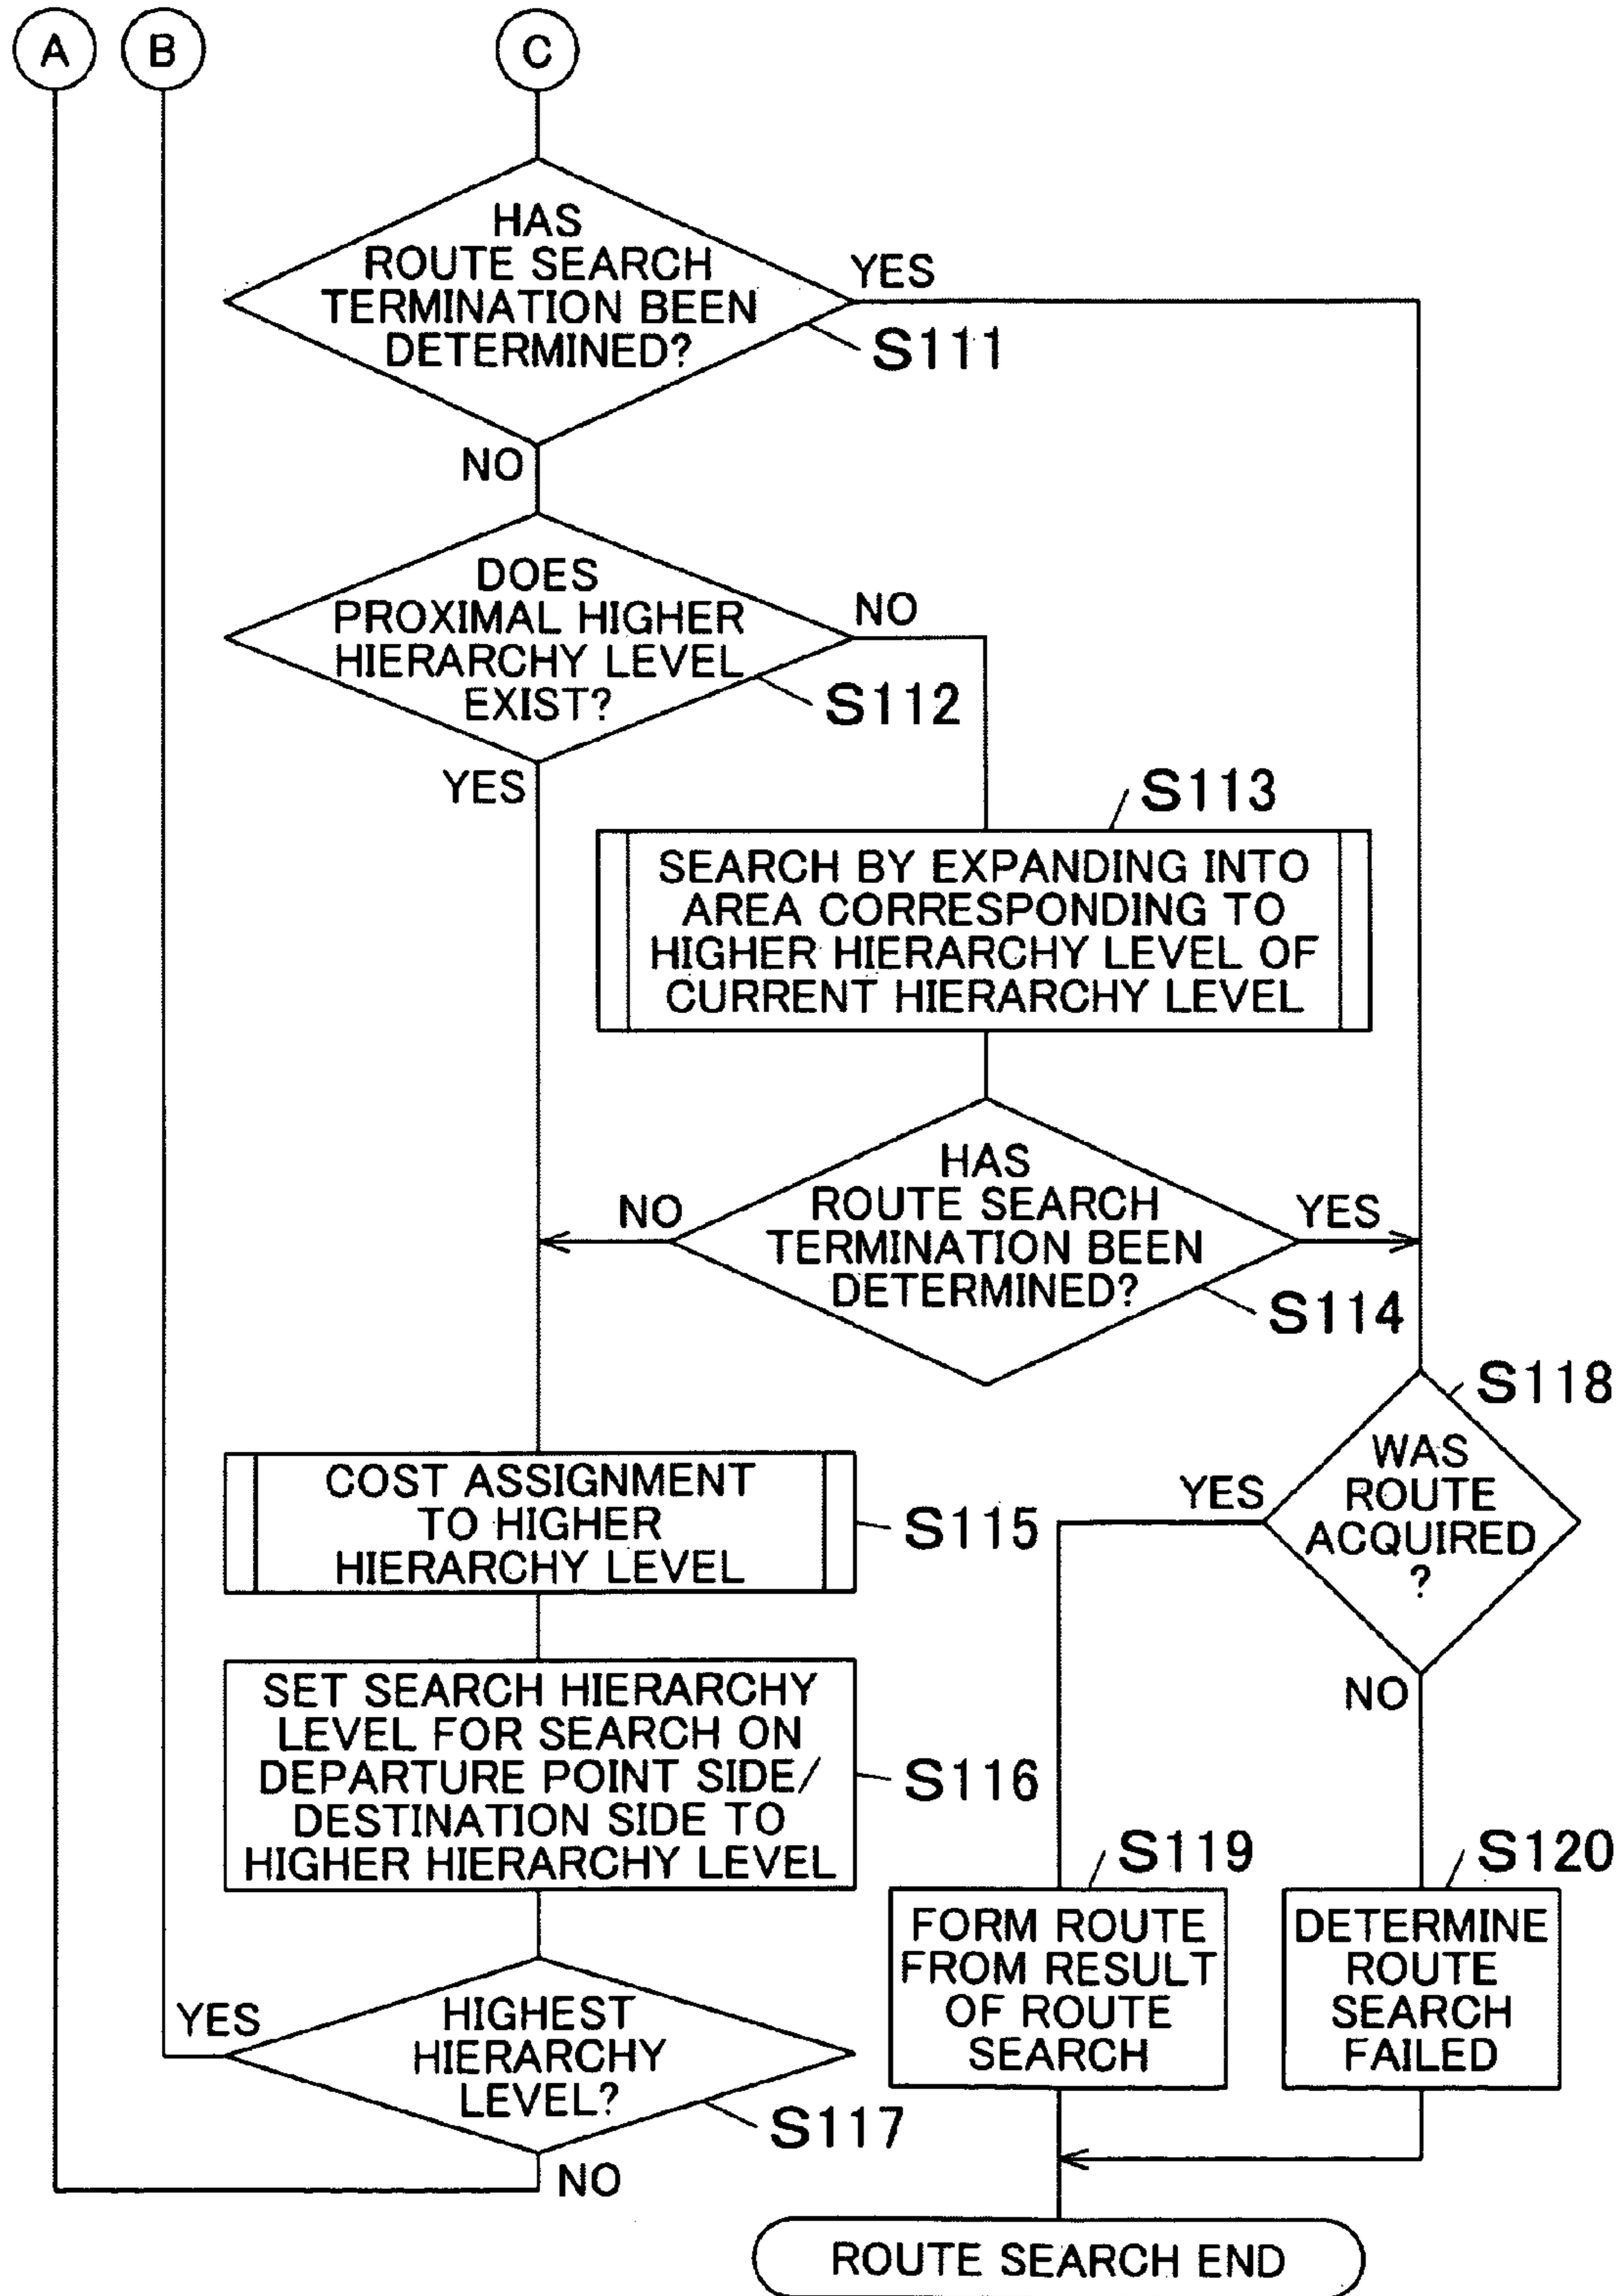 A
B
C
HAS
ROUTE SEARCH
TERMINATION BEEN
DETERMINED?
YES
S111
NO
DOES
PROXIMAL HIGHER
HIERARCHY LEVEL
EXIST?
NO
S112
YES
S113
SEARCH BY EXPANDING INTO
AREA CORRESPONDING TO
HIGHER HIERARCHY LEVEL OF
CURRENT HIERARCHY LEVEL
HAS
ROUTE SEARCH
TERMINATION BEEN
DETERMINED?
NO
YES
S114
COST ASSIGNMENT
TO HIGHER
HIERARCHY LEVEL
S115
S118
WAS
ROUTE
ACQUIRED
?
YES
NO
SET SEARCH HIERARCHY
LEVEL FOR SEARCH ON
DEPARTURE POINT SIDE/
DESTINATION SIDE TO
HIGHER HIERARCHY LEVEL
S116
S119
FORM ROUTE
FROM RESULT
OF ROUTE
SEARCH
S120
DETERMINE
ROUTE
SEARCH
FAILED
YES
HIGHEST
HIERARCHY
LEVEL?
S117
NO
ROUTE SEARCH END